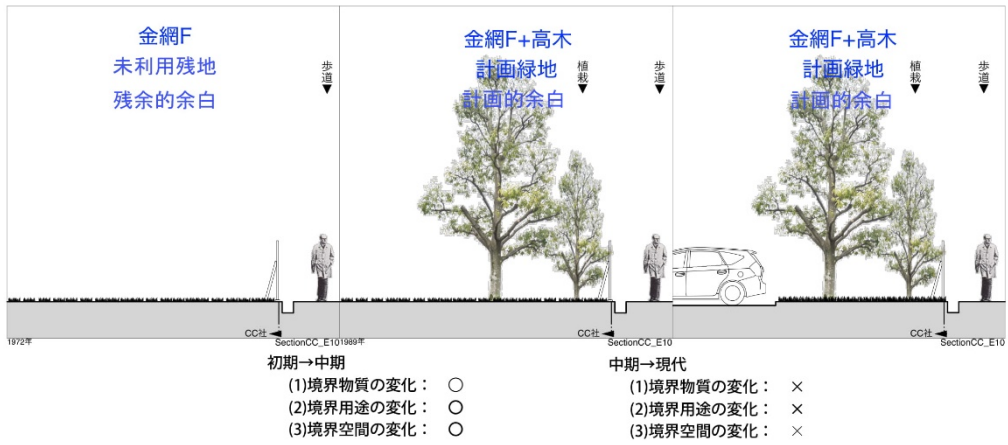 金網F
未利用残地
残余的余白
歩道
▼
1972年
CC社
SectionCC_E10
金網F+高木
計画緑地
計画的余白
植栽
▼
歩道
▼
1989年
CC社
SectionCC_E10
金網F+高木
計画緑地
計画的余白
植栽
▼
歩道
▼
CC社
SectionCC_E10
初期→中期
(1)境界物質の変化： ○
(2)境界用途の変化： ○
(3)境界空間の変化： ○
中期→現代
(1)境界物質の変化： ×
(2)境界用途の変化： ×
(3)境界空間の変化： ×